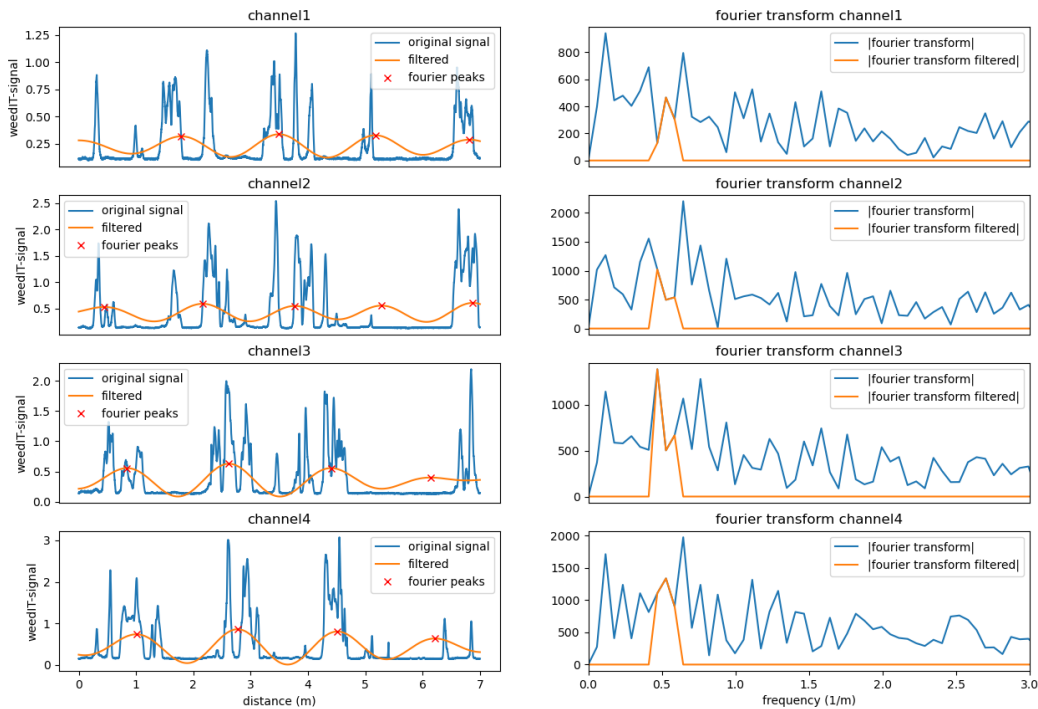 channel1
weedIT-signal
1.25
1.00
0.75
0.50
0.25
original signal
filtered
fourier peaks
fourier transform channel1
800
600
400
200
0
|fourier transform|
|fourier transform filtered|
channel2
weedIT-signal
2.5
2.0
1.5
1.0
0.5
original signal
filtered
fourier peaks
fourier transform channel2
2000
1500
1000
500
0
|fourier transform|
|fourier transform filtered|
channel3
weedIT-signal
2.0
1.5
1.0
0.5
0.0
original signal
filtered
fourier peaks
fourier transform channel3
1000
500
0
|fourier transform|
|fourier transform filtered|
channel4
weedIT-signal
3
2
1
0
original signal
filtered
fourier peaks
0 1 2 3 4 5 6 7
distance (m)
fourier transform channel4
2000
1500
1000
500
0
|fourier transform|
|fourier transform filtered|
0.0 0.5 1.0 1.5 2.0 2.5 3.0
frequency (1/m)